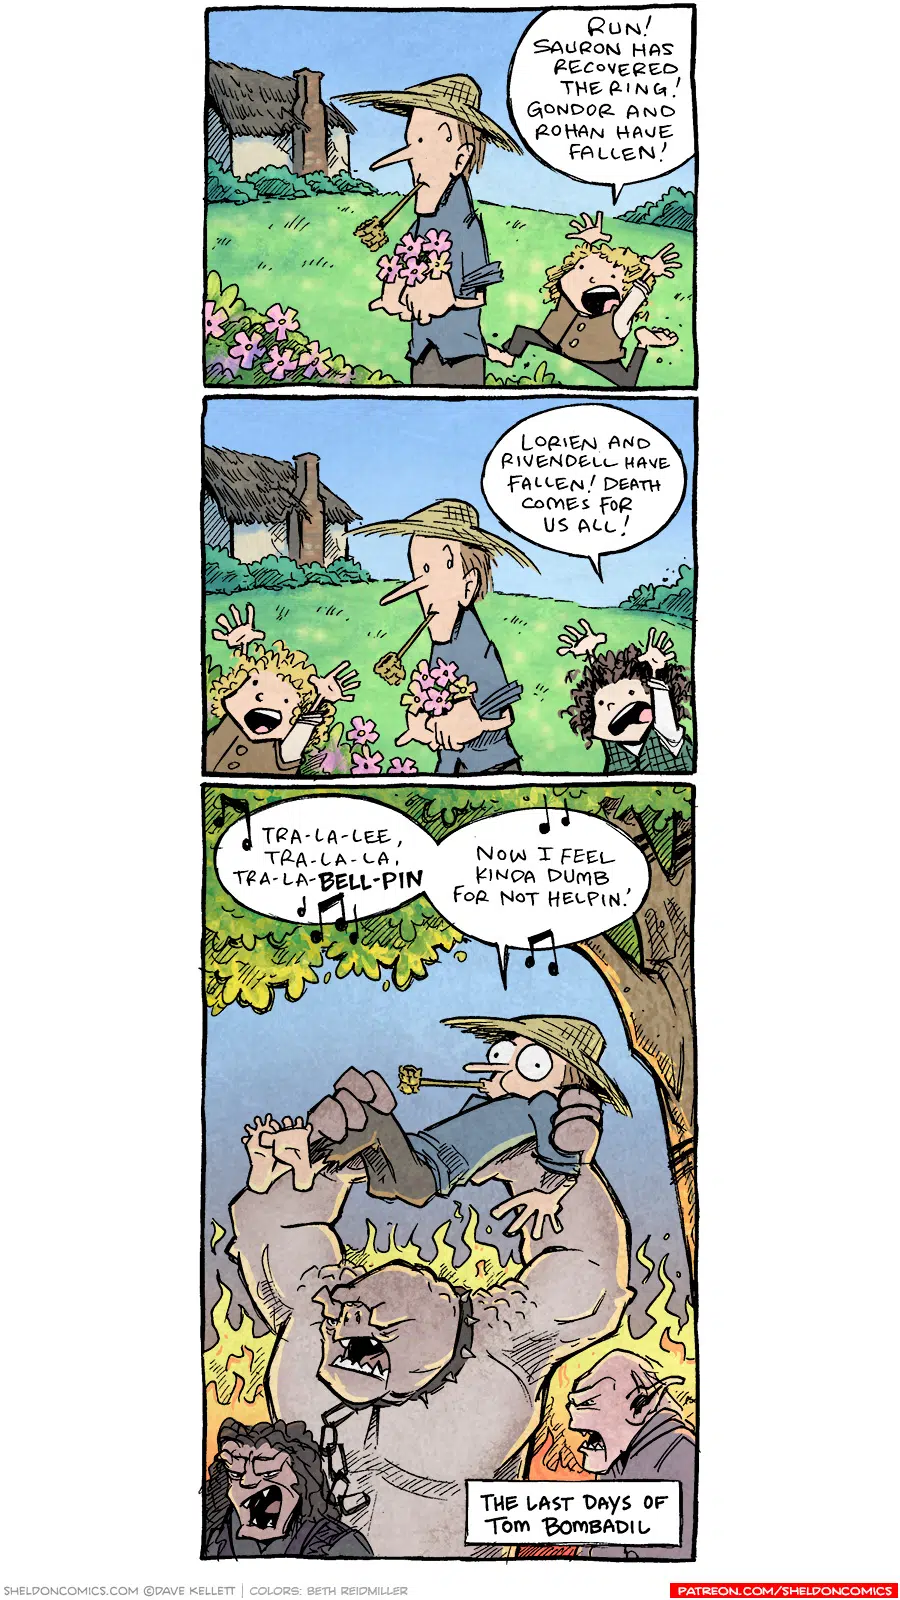 RUN!
SAURON HAS
RECOVERED
THE RING!
GONDOR AND
ROHAN HAVE
FALLEN!
LORIEN AND
RIVENDELL HAVE
FALLEN! DEATH
COMES FOR
US ALL!
TRA-LA-LEE,
TRA-LA-LA,
TRA-LA-BELL-PIN
NOW I FEEL
KINDA DUMB
FOR NOT HELPIN!
THE LAST DAYS OF
TOM BOMBADIL
SHELDONCOMICS.COM ©DAVE KELLETT | COLORS: BETH REIDMILLER
PATREON.COM/SHELDONCOMICS